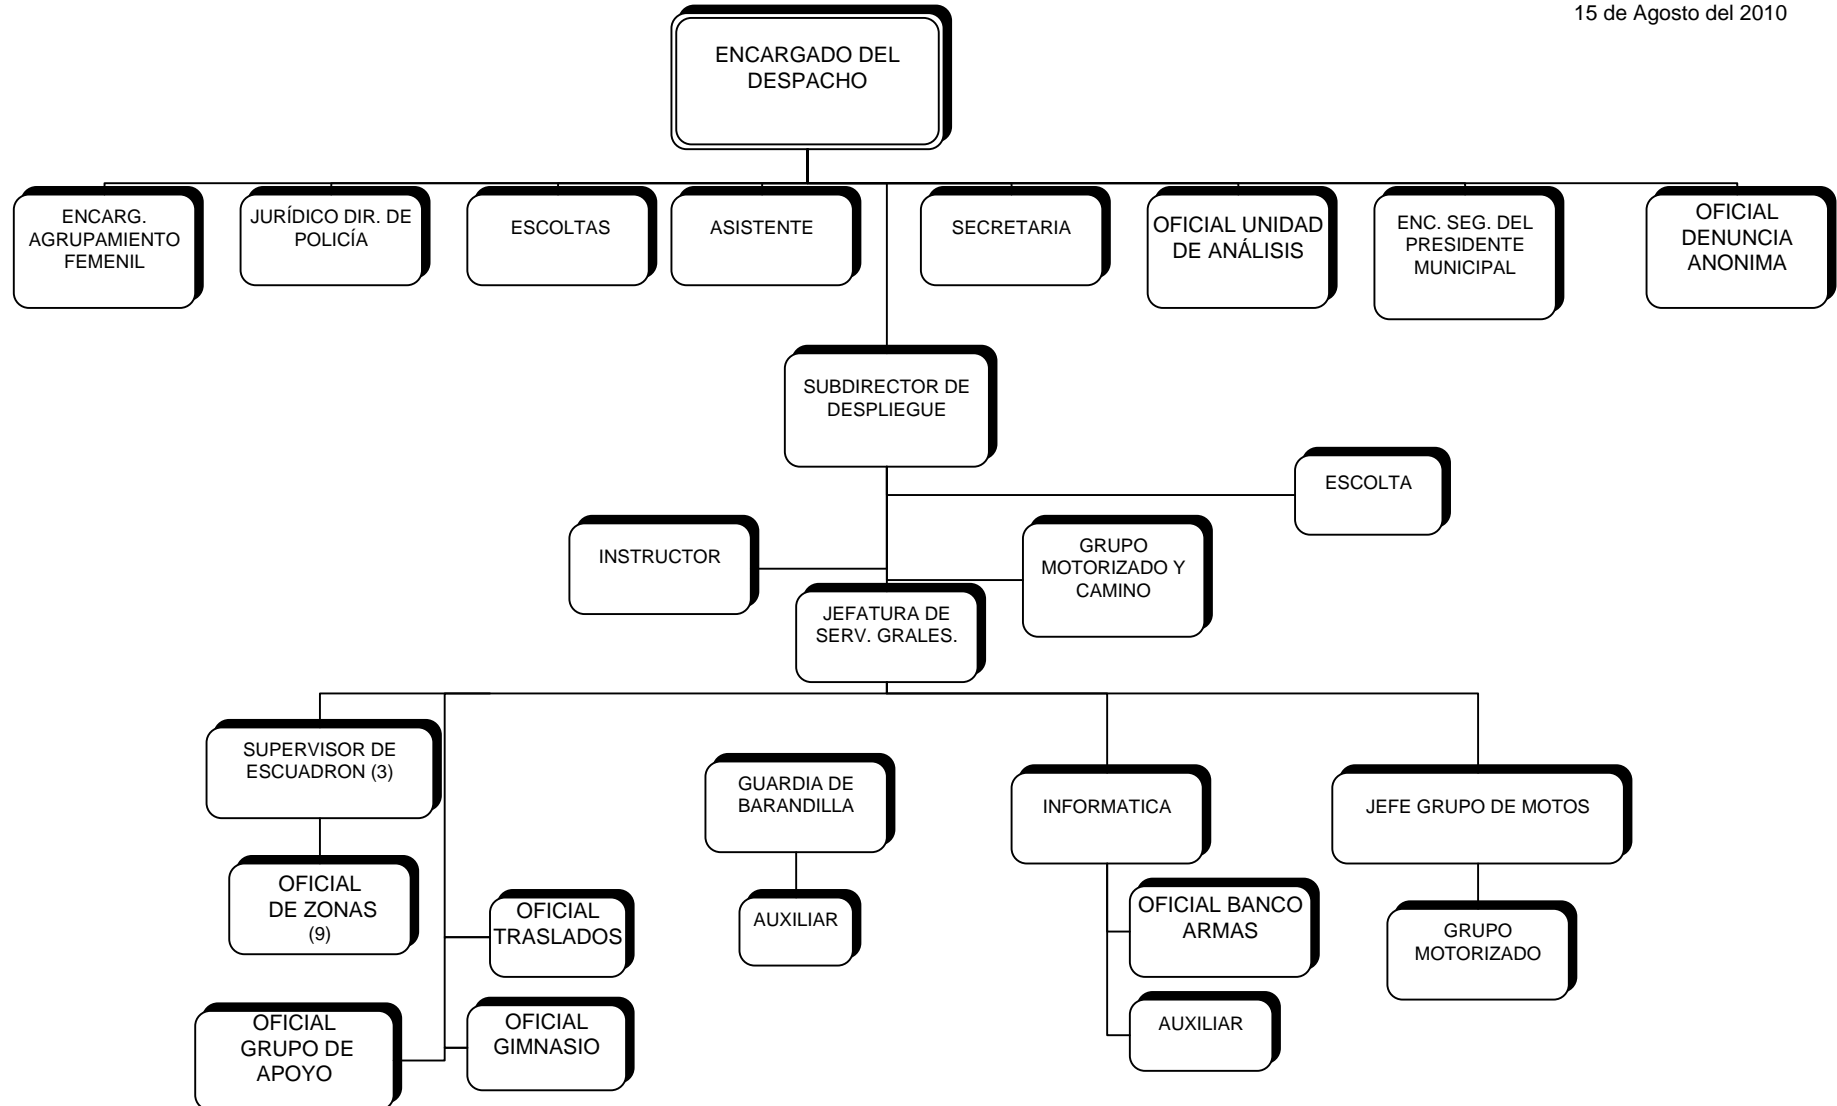 15 de Agosto del 2010
ENCARGADO DEL
DESPACHO
ENCARG.
AGRUPAMIENTO
FEMENIL
JURÍDICO DIR. DE
POLICÍA
ESCOLTAS
ASISTENTE
SECRETARIA
OFICIAL UNIDAD
DE ANÁLISIS
ENC. SEG. DEL
PRESIDENTE
MUNICIPAL
OFICIAL
DENUNCIA
ANONIMA
SUBDIRECTOR DE
DESPLIEGUE
ESCOLTA
INSTRUCTOR
GRUPO
MOTORIZADO Y
CAMINO
JEFATURA DE
SERV. GRALES.
SUPERVISOR DE
ESCUADRON (3)
GUARDIA DE
BARANDILLA
INFORMATICA
JEFE GRUPO DE MOTOS
OFICIAL
DE ZONAS
(9)
OFICIAL
TRASLADOS
AUXILIAR
OFICIAL BANCO
ARMAS
GRUPO
MOTORIZADO
OFICIAL
GRUPO DE
APOYO
OFICIAL
GIMNASIO
AUXILIAR